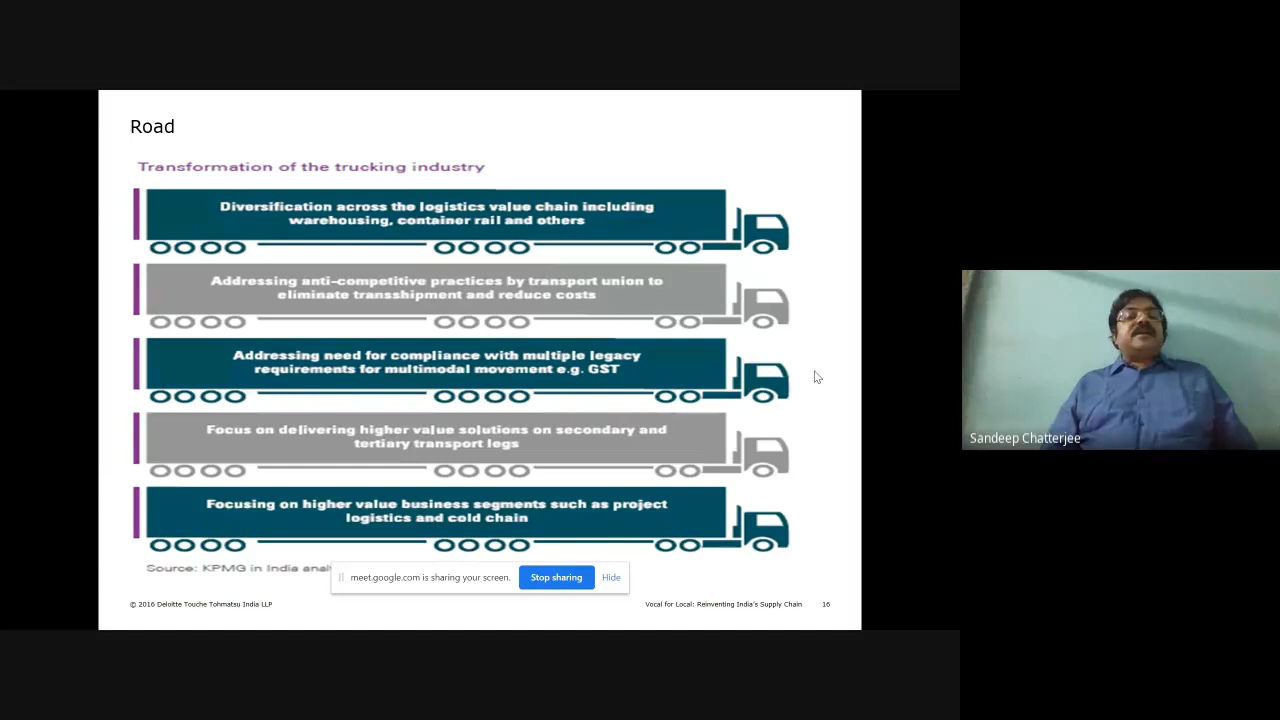 Road
Transformation of the trucking industry
Diversification across the logistics value chain including
warehousing, container rail and others
Addressing anti-competitive practices by transport union to
eliminate transshipment and reduce costs
Addressing need for compliance with multiple legacy
requirements for multimodal movement e.g. GST
Focus on delivering higher value solutions on secondary and
tertiary transport legs
Focusing on higher value business segments such as project
logistics and cold chain
Source: KPMG in India
meet.google.com is sharing your screen. Stop sharing Hide
© 2016 Deloitte Touche Tohmatsu India LLP
Vocal for Local: Reinventing India's Supply Chain 16
Sandeep Chatterjee